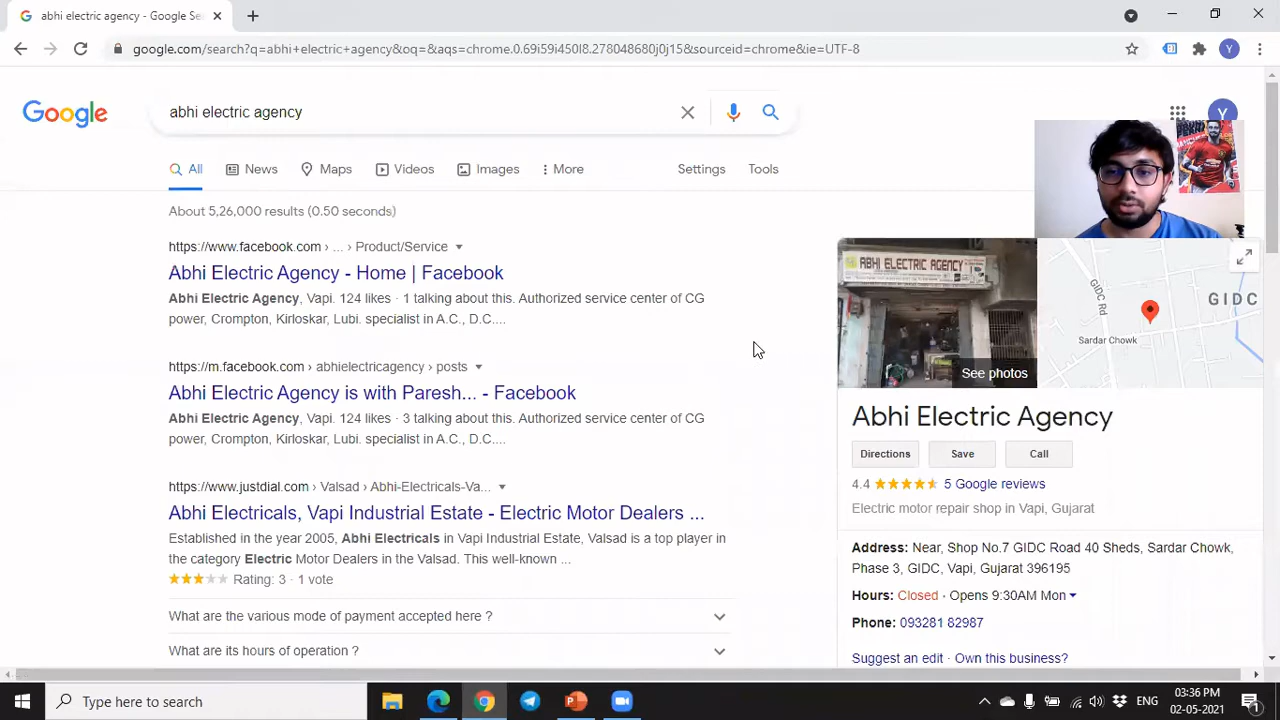 abhi electric agency - Google Se
google.com/search?q=abhi+electric+agency&oq=&aqs=chrome.0.69i59i450l8.278048680j0j15&sourceid=chrome&ie=UTF-8
Y
Google
abhi electric agency
Y
All
News
Maps
Videos
Images
More
Settings
Tools
About 5,26,000 results (0.50 seconds)
https://www.facebook.com › ... › Product/Service
Abhi Electric Agency - Home | Facebook
Abhi Electric Agency, Vapi. 124 likes · 1 talking about this. Authorized service center of CG
power, Crompton, Kirloskar, Lubi. specialist in A.C., D.C....
https://m.facebook.com › abhielectricagency › posts
Abhi Electric Agency is with Paresh... - Facebook
Abhi Electric Agency, Vapi. 124 likes · 3 talking about this. Authorized service center of CG
power, Crompton, Kirloskar, Lubi. specialist in A.C., D.C....
https://www.justdial.com › Valsad › Abhi-Electricals-Va...
Abhi Electricals, Vapi Industrial Estate - Electric Motor Dealers ...
Established in the year 2005, Abhi Electricals in Vapi Industrial Estate, Valsad is a top player in
the category Electric Motor Dealers in the Valsad. This well-known ...
Rating: 3 · 1 vote
What are the various mode of payment accepted here ?
What are its hours of operation ?
ABHI ELECTRIC AGENCY
See photos
GIDC Rd
GIDC
Sardar Chowk
Abhi Electric Agency
Directions
Save
Call
4.4
5 Google reviews
Electric motor repair shop in Vapi, Gujarat
Address: Near, Shop No.7 GIDC Road 40 Sheds, Sardar Chowk,
Phase 3, GIDC, Vapi, Gujarat 396195
Hours: Closed · Opens 9:30AM Mon
Phone: 093281 82987
Suggest an edit · Own this business?
Type here to search
ENG
03:36 PM
02-05-2021
1